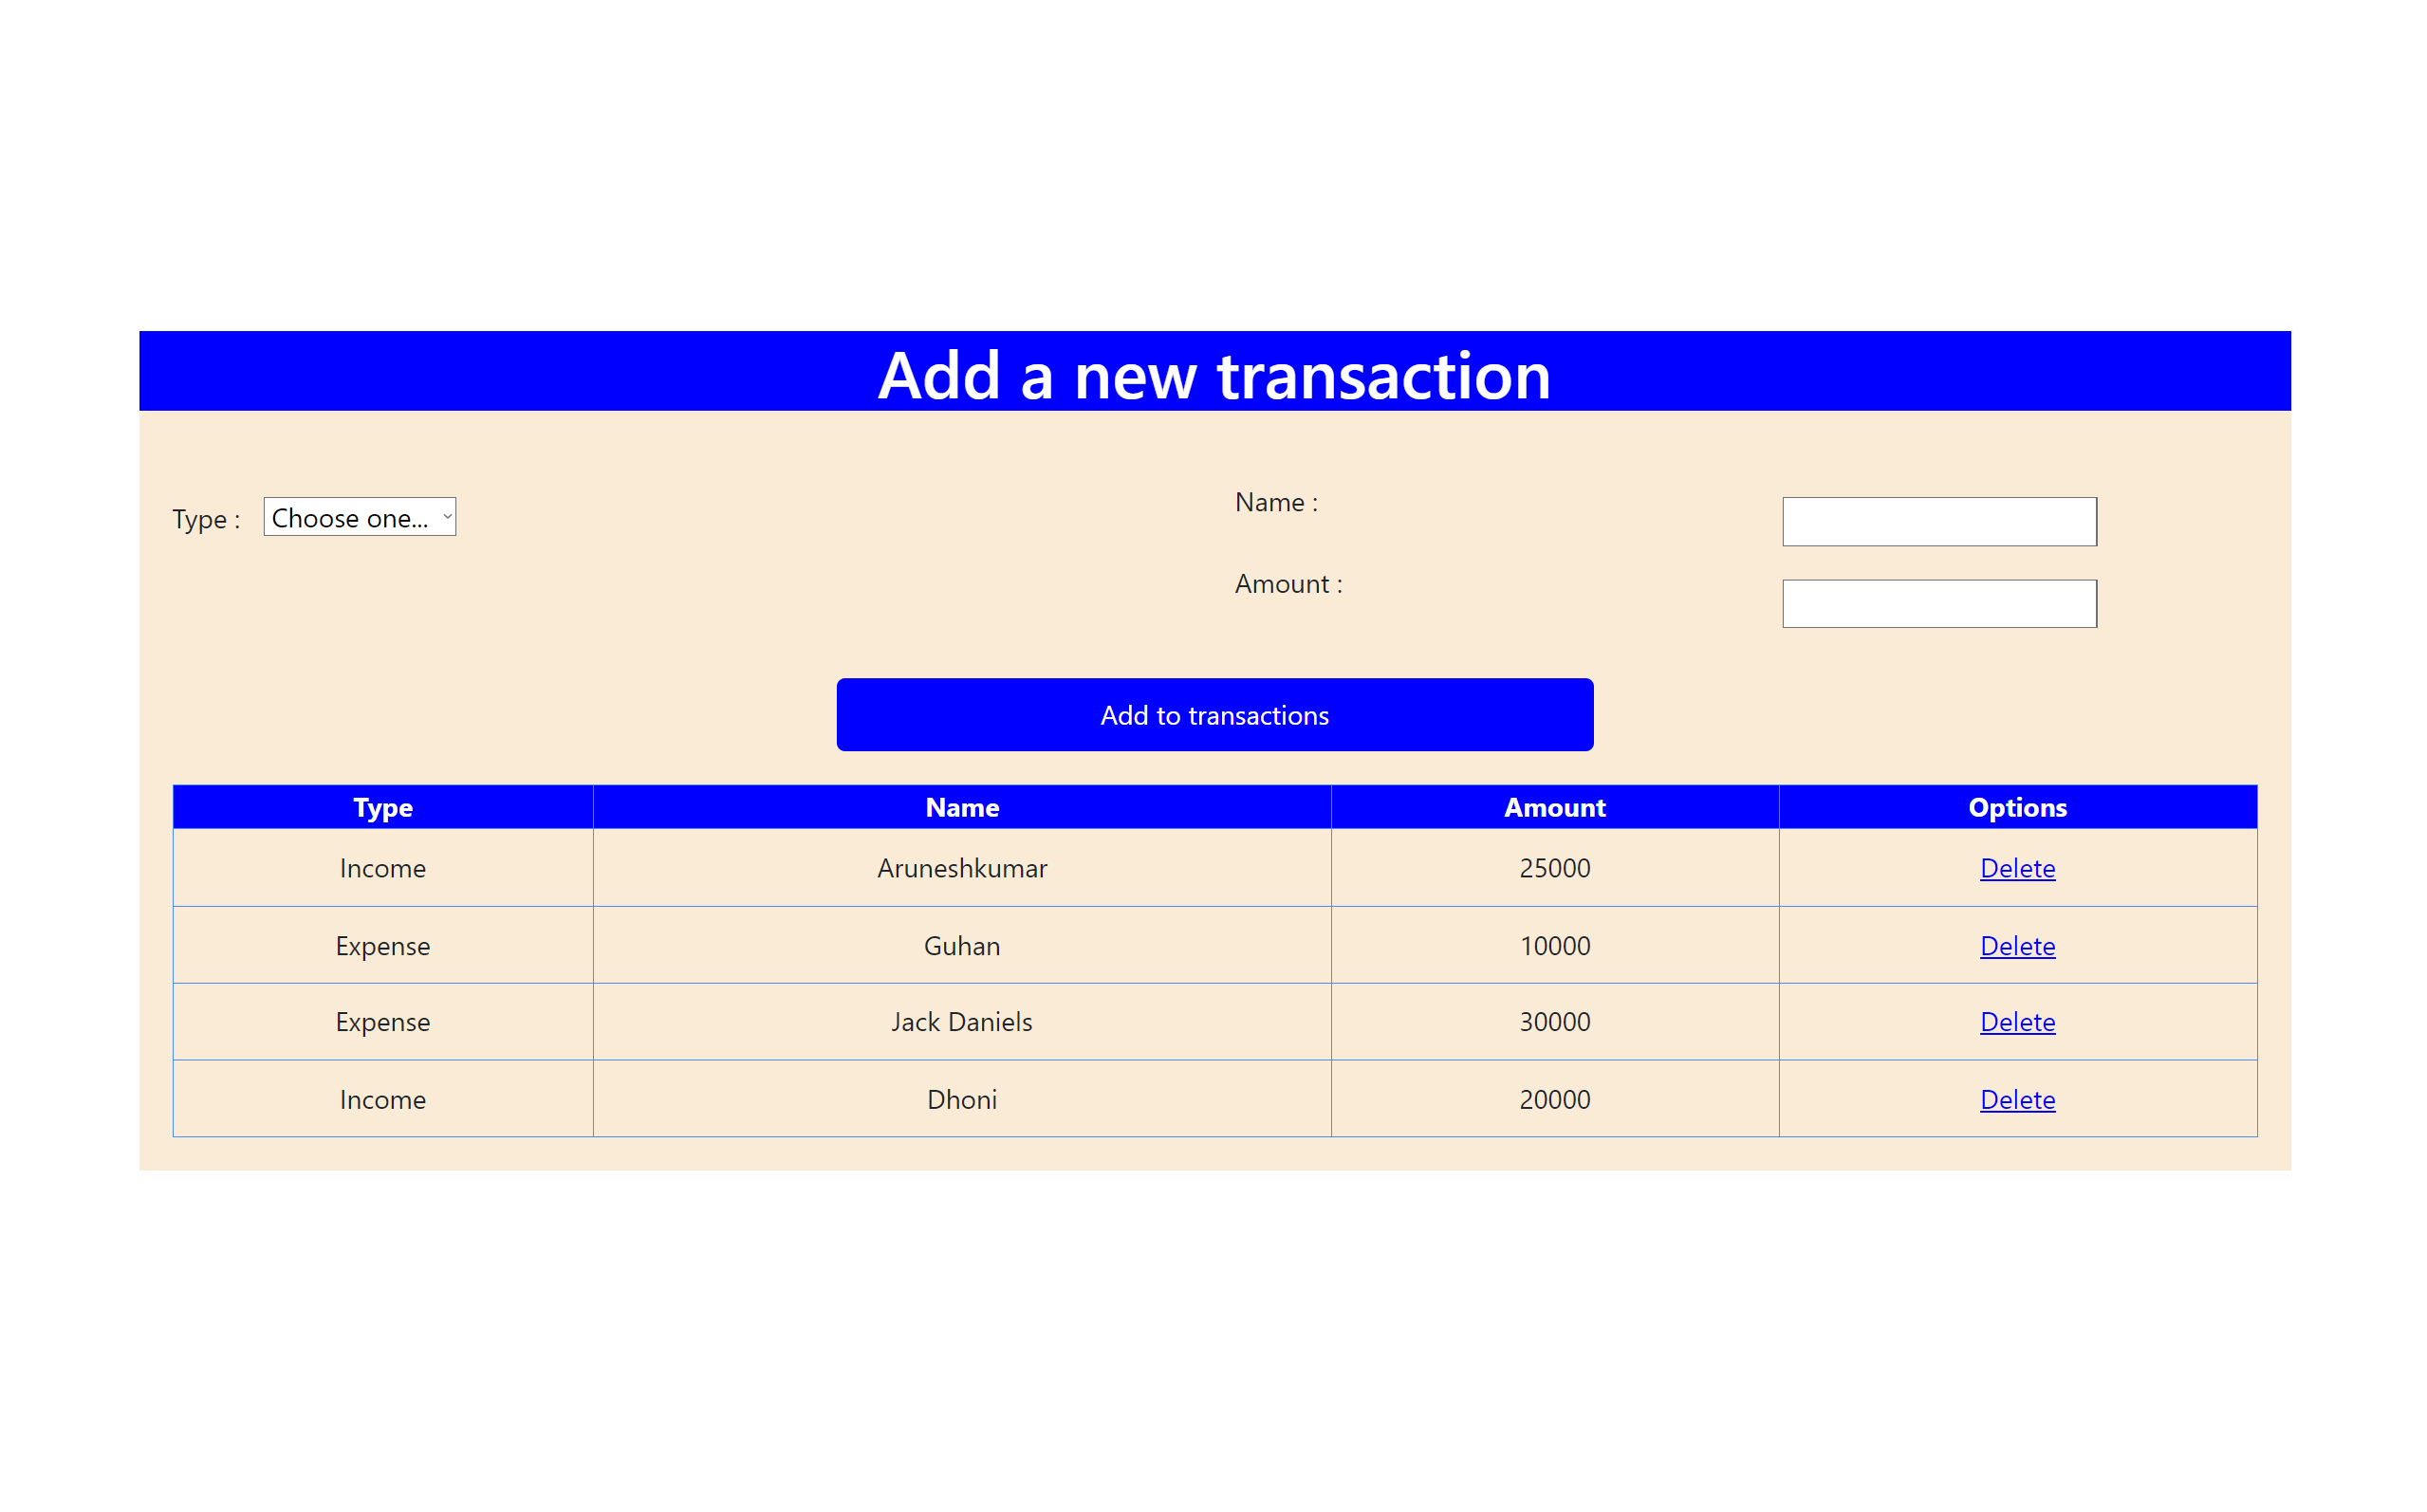 Add a new transaction
Type : Choose one... Name :
Amount :
Add to transactions
Type Name Amount Options
Income Aruneshkumar 25000 Delete
Expense Guhan 10000 Delete
Expense Jack Daniels 30000 Delete
Income Dhoni 20000 Delete